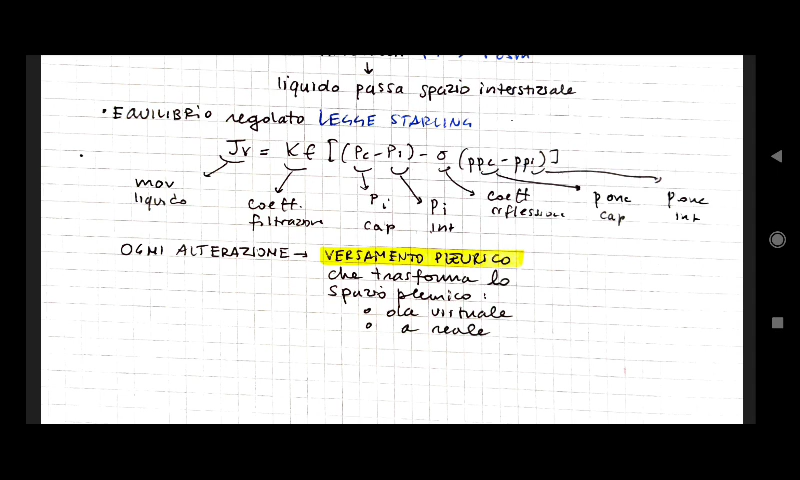 liquido passa spazio interstiziale
• EQUILIBRIO regolato LEGGE STARLING
Jv = Kf [(Pc - Pi) - σ (ppc - ppi)]
mov liquido
coeff. filtrazione
Pi cap
Pi int
coeff riflessione
p onc cap
p onc int
OGNI ALTERAZIONE → VERSAMENTO PLEURICO
che trasforma lo
spazio pleurico :
• da virtuale
• a reale